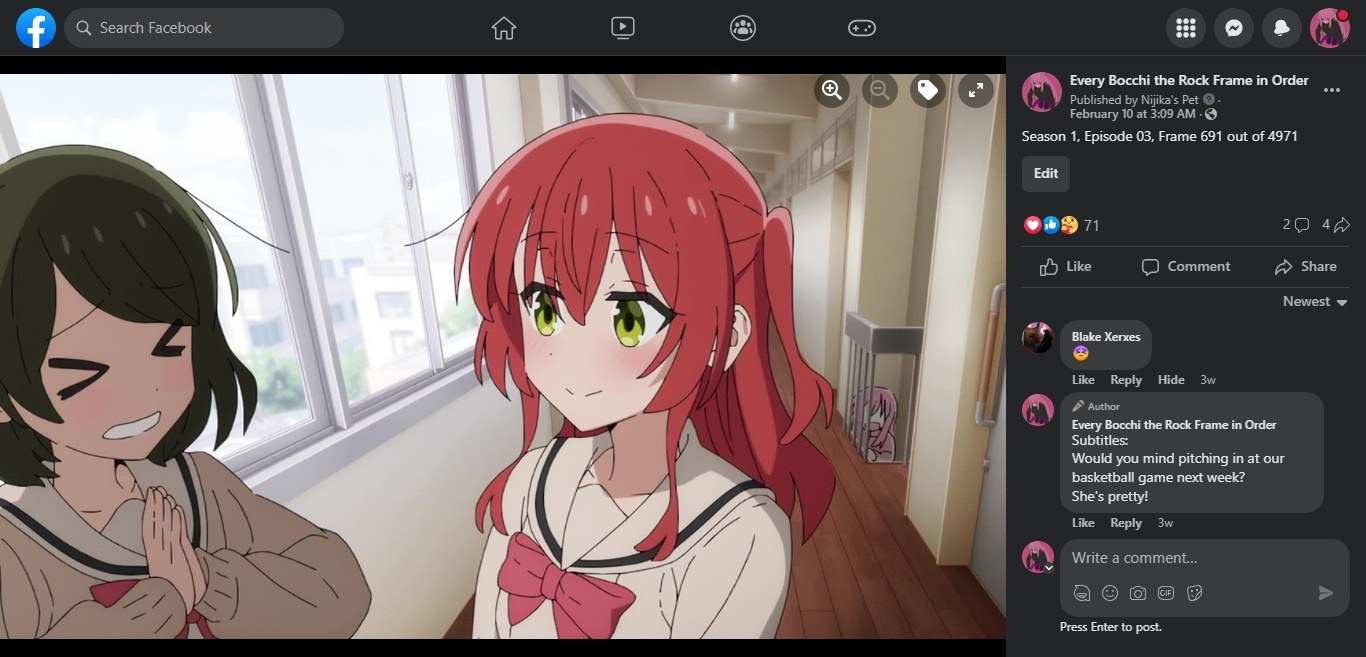 Search Facebook
Every Bocchi the Rock Frame in Order
Published by Nijika's Pet
February 10 at 3:09 AM
Season 1, Episode 03, Frame 691 out of 4971
Edit
71
2
4
Like
Comment
Share
Newest
Blake Xerxes
Like Reply Hide 3w
Author
Every Bocchi the Rock Frame in Order
Subtitles:
Would you mind pitching in at our
basketball game next week?
She's pretty!
Like Reply 3w
Write a comment...
GIF
Press Enter to post.